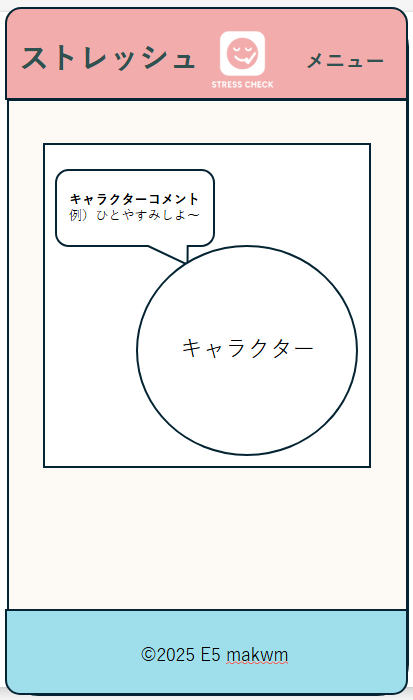 ストレッシュ
STRESS CHECK
メニュー
キャラクターコメント
例）ひとやすみしよ～
キャラクター
©2025 E5 makwm